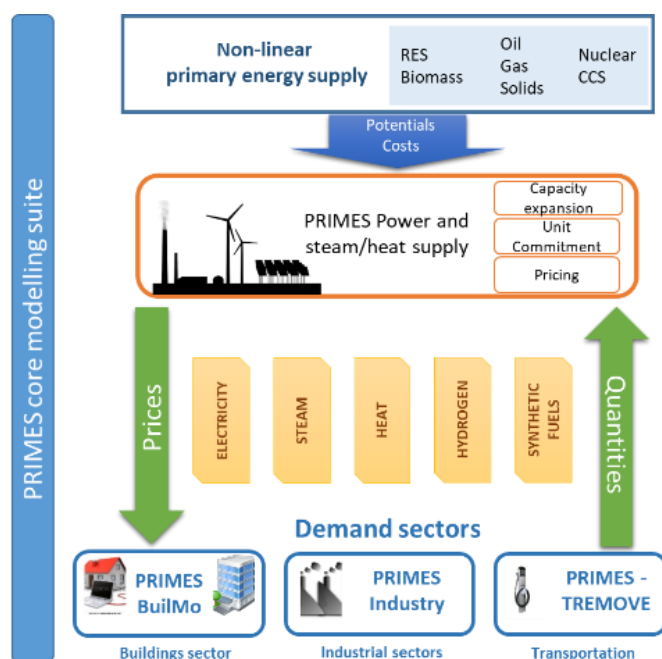 PRIMES core modelling suite
Non-linear
primary energy supply
RES
Biomass
Oil
Gas
Solids
Nuclear
CCS
Potentials
Costs
PRIMES Power and
steam/heat supply
Capacity
expansion
Unit
Commitment
Pricing
Prices
ELECTRICITY
STEAM
HEAT
HYDROGEN
SYNTHETIC
FUELS
Quantities
Demand sectors
PRIMES
BuilMo
PRIMES
Industry
PRIMES -
TREMOVE
Buildings sector
Industrial sectors
Transportation